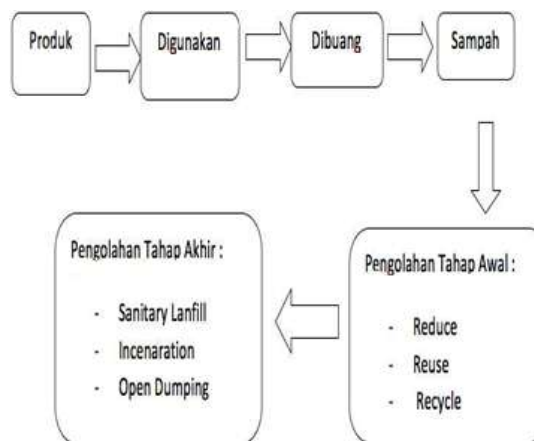 Produk
Digunakan
Dibuang
Sampah
Pengolahan Tahap Awal :
- Reduce
- Reuse
- Recycle
Pengolahan Tahap Akhir :
- Sanitary Lanfill
- Incenaration
- Open Dumping